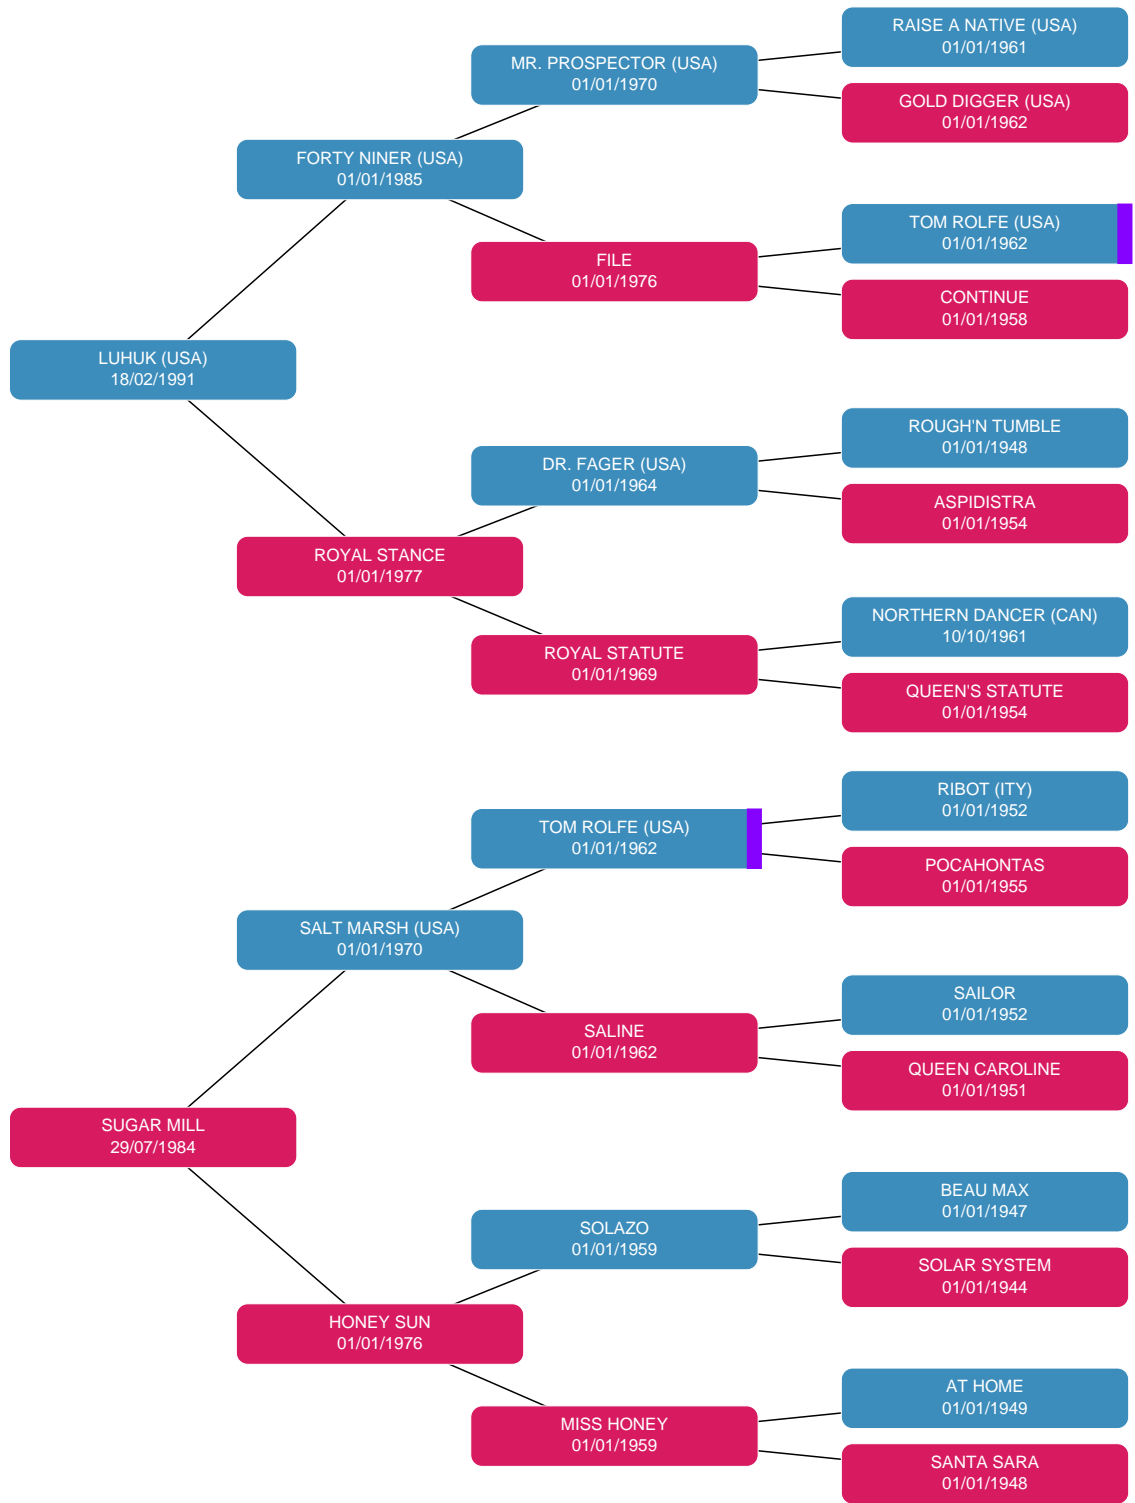 RAISE A NATIVE (USA)
01/01/1961
MR. PROSPECTOR (USA)
01/01/1970
GOLD DIGGER (USA)
01/01/1962
FORTY NINER (USA)
01/01/1985
TOM ROLFE (USA)
01/01/1962
FILE
01/01/1976
CONTINUE
01/01/1958
LUHUK (USA)
18/02/1991
ROUGH'N TUMBLE
01/01/1948
DR. FAGER (USA)
01/01/1964
ASPIDISTRA
01/01/1954
ROYAL STANCE
01/01/1977
NORTHERN DANCER (CAN)
10/10/1961
ROYAL STATUTE
01/01/1969
QUEEN'S STATUTE
01/01/1954
RIBOT (ITY)
01/01/1952
TOM ROLFE (USA)
01/01/1962
POCAHONTAS
01/01/1955
SALT MARSH (USA)
01/01/1970
SAILOR
01/01/1952
SALINE
01/01/1962
QUEEN CAROLINE
01/01/1951
SUGAR MILL
29/07/1984
BEAU MAX
01/01/1947
SOLAZO
01/01/1959
SOLAR SYSTEM
01/01/1944
HONEY SUN
01/01/1976
AT HOME
01/01/1949
MISS HONEY
01/01/1959
SANTA SARA
01/01/1948